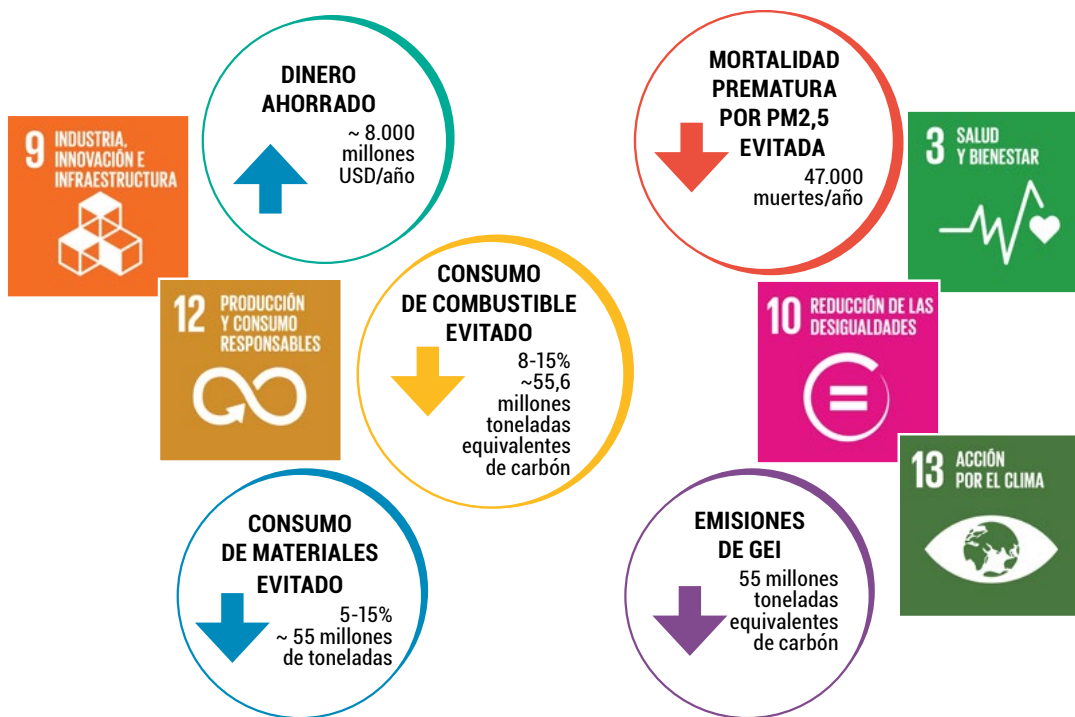 DINERO
AHORRADO
~ 8.000
millones
USD/año
MORTALIDAD
PREMATURA
POR PM2,5
EVITADA
47.000
muertes/año
9 INDUSTRIA,
INNOVACIÓN E
INFRAESTRUCTURA
3 SALUD
Y BIENESTAR
CONSUMO
DE COMBUSTIBLE
EVITADO
8-15%
~55,6
millones
toneladas
equivalentes
de carbón
12 PRODUCCIÓN
Y CONSUMO
RESPONSABLES
10 REDUCCIÓN DE LAS
DESIGUALDADES
13 ACCIÓN
POR EL CLIMA
CONSUMO
DE MATERIALES
EVITADO
5-15%
~ 55 millones
de toneladas
EMISIONES
DE GEI
55 millones
toneladas
equivalentes
de carbón